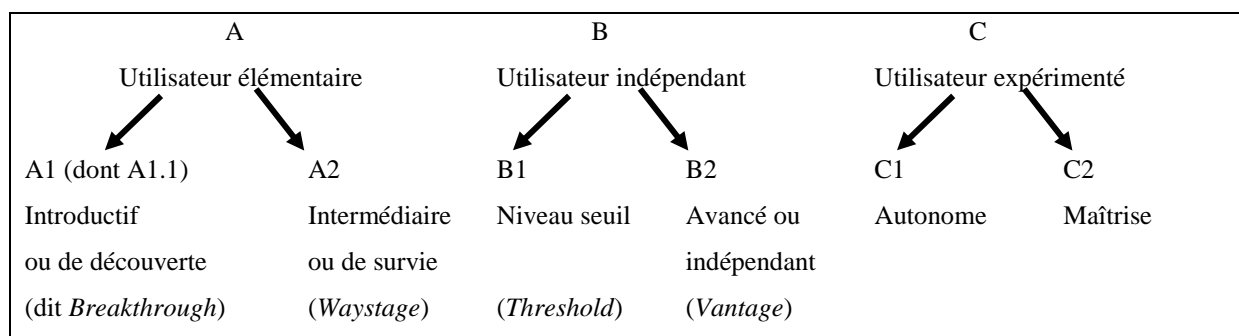 A B C
Utilisateur élémentaire Utilisateur indépendant Utilisateur expérimenté
A1 (dont A1.1) A2 B1 B2 C1 C2
Introductif Intermédiaire Niveau seuil Avancé ou Autonome Maîtrise
ou de découverte ou de survie indépendant
(dit Breakthrough) (Waystage) (Threshold) (Vantage)